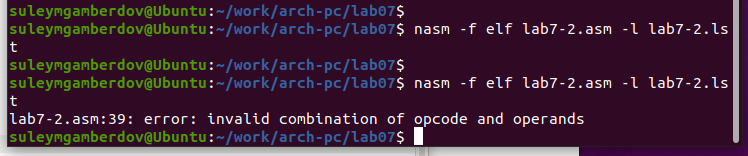 suleymgamberdov@Ubuntu:~/work/arch-pc/lab07$
suleymgamberdov@Ubuntu:~/work/arch-pc/lab07$ nasm -f elf lab7-2.asm -l lab7-2.ls
t
suleymgamberdov@Ubuntu:~/work/arch-pc/lab07$
suleymgamberdov@Ubuntu:~/work/arch-pc/lab07$ nasm -f elf lab7-2.asm -l lab7-2.ls
t
lab7-2.asm:39: error: invalid combination of opcode and operands
suleymgamberdov@Ubuntu:~/work/arch-pc/lab07$